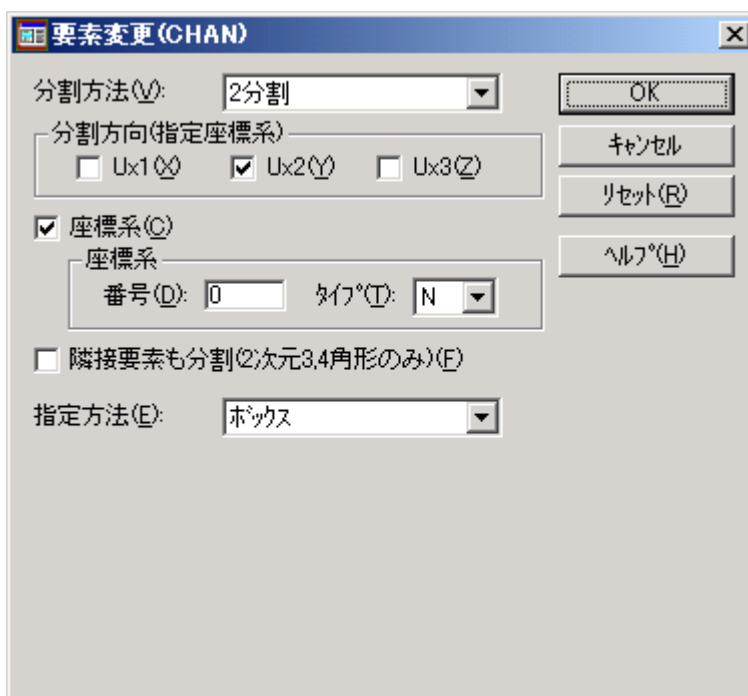 要素変更(CHAN)
分割方法(V): 2分割
OK
分割方向(指定座標系)
キャンセル
Ux1(X) Ux2(Y) Ux3(Z)
リセット(R)
座標系(C)
座標系
ヘルプ(H)
番号(D): 0 タイプ(T): N
隣接要素も分割(2次元3,4角形のみ)(F)
指定方法(E): ボックス